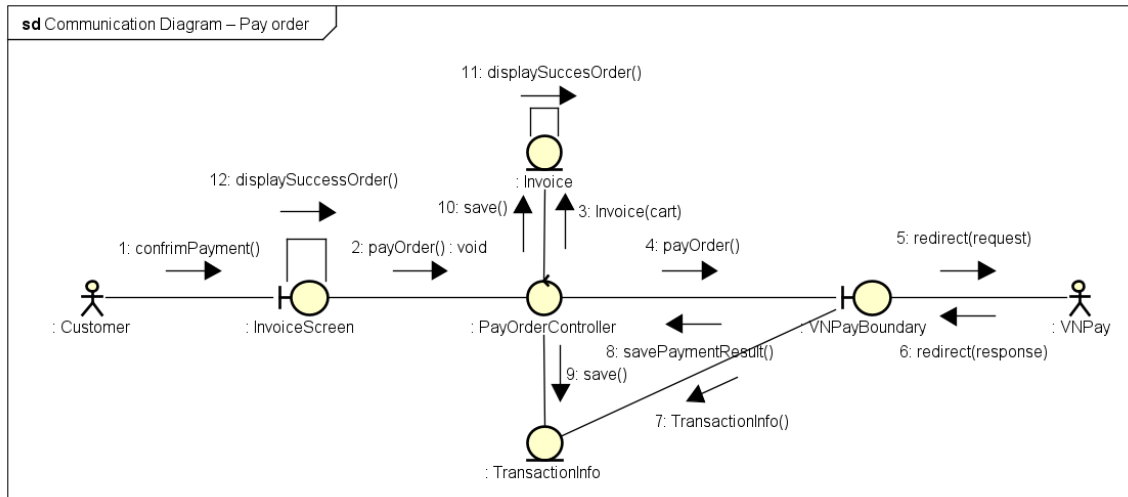 sd Communication Diagram – Pay order
11: displaySuccesOrder()
: Invoice
12: displaySuccessOrder()
10: save()
3: Invoice(cart)
1: confrimPayment()
2: payOrder() : void
4: payOrder()
5: redirect(request)
: Customer
: InvoiceScreen
: PayOrderController
: VNPayBoundary
: VNPay
8: savePaymentResult()
6: redirect(response)
9: save()
7: TransactionInfo()
: TransactionInfo